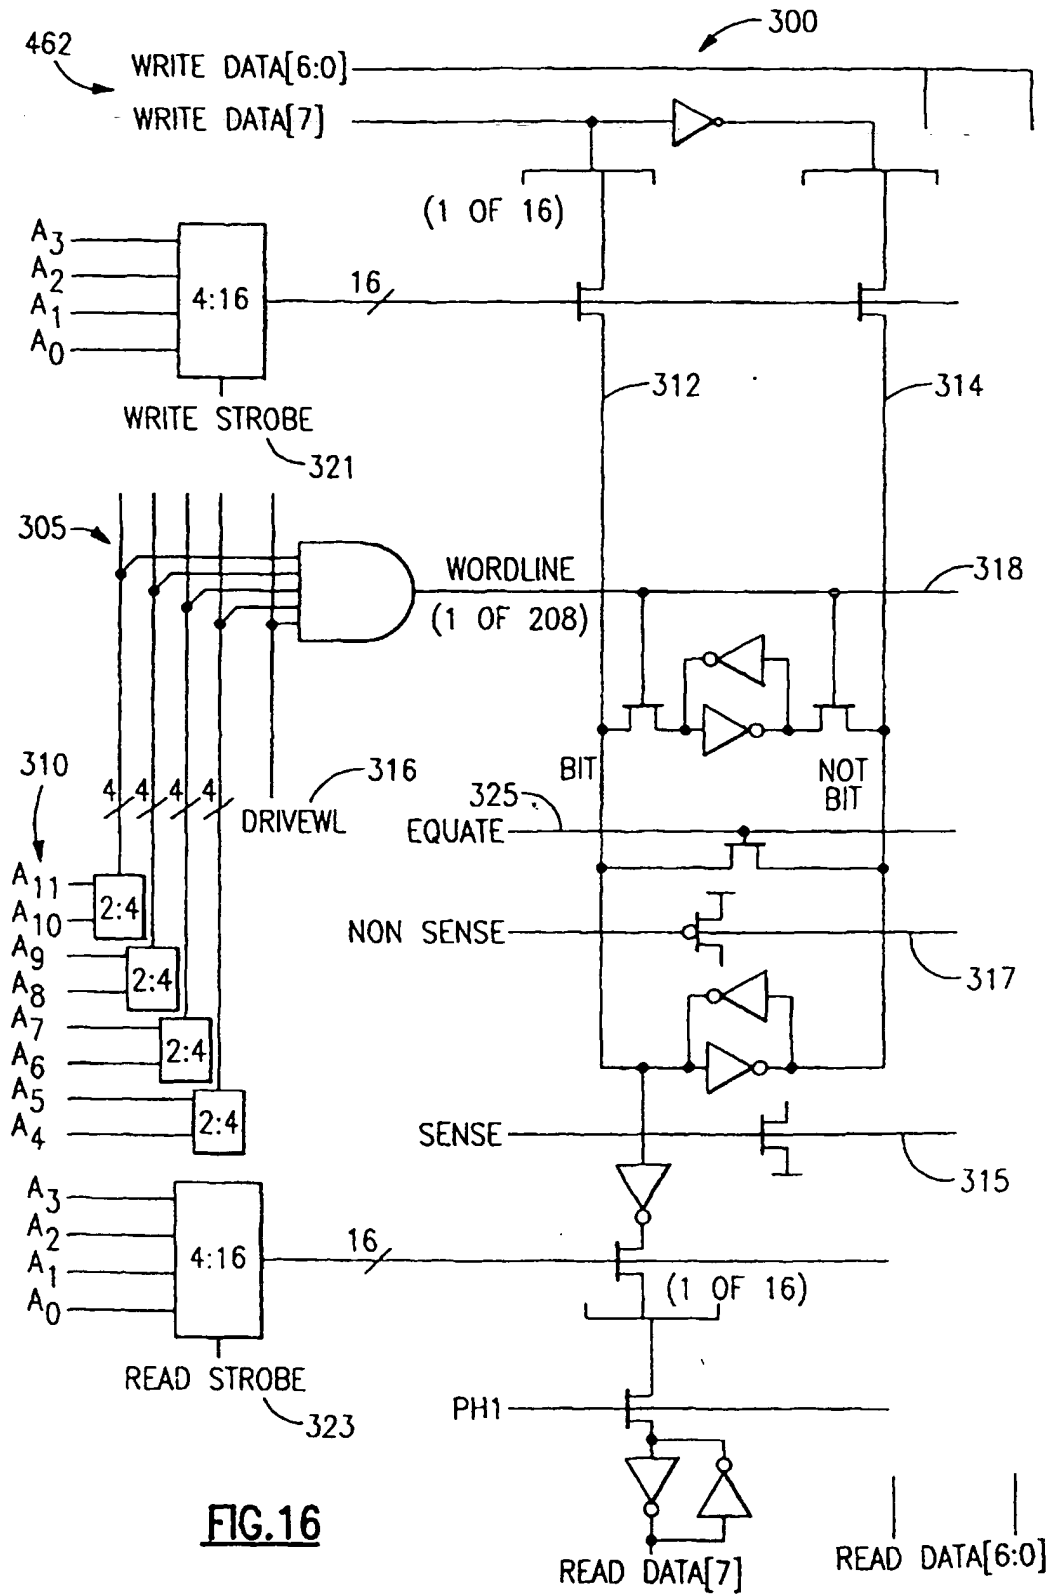 300
462
WRITE DATA[6:0]
WRITE DATA[7]
(1 OF 16)
A3
A2
A1
A0
4:16
16
312
314
WRITE STROBE
321
305
WORDLINE
(1 OF 208)
318
310
4 4 4 4
316
DRIVEWL
BIT
NOT
BIT
325
EQUATE
A11
A10
2:4
NON SENSE
317
A9
A8
2:4
A7
A6
2:4
A5
A4
2:4
SENSE
315
A3
A2
A1
A0
4:16
16
(1 OF 16)
READ STROBE
323
PH1
FIG.16
READ DATA[7]
READ DATA[6:0]